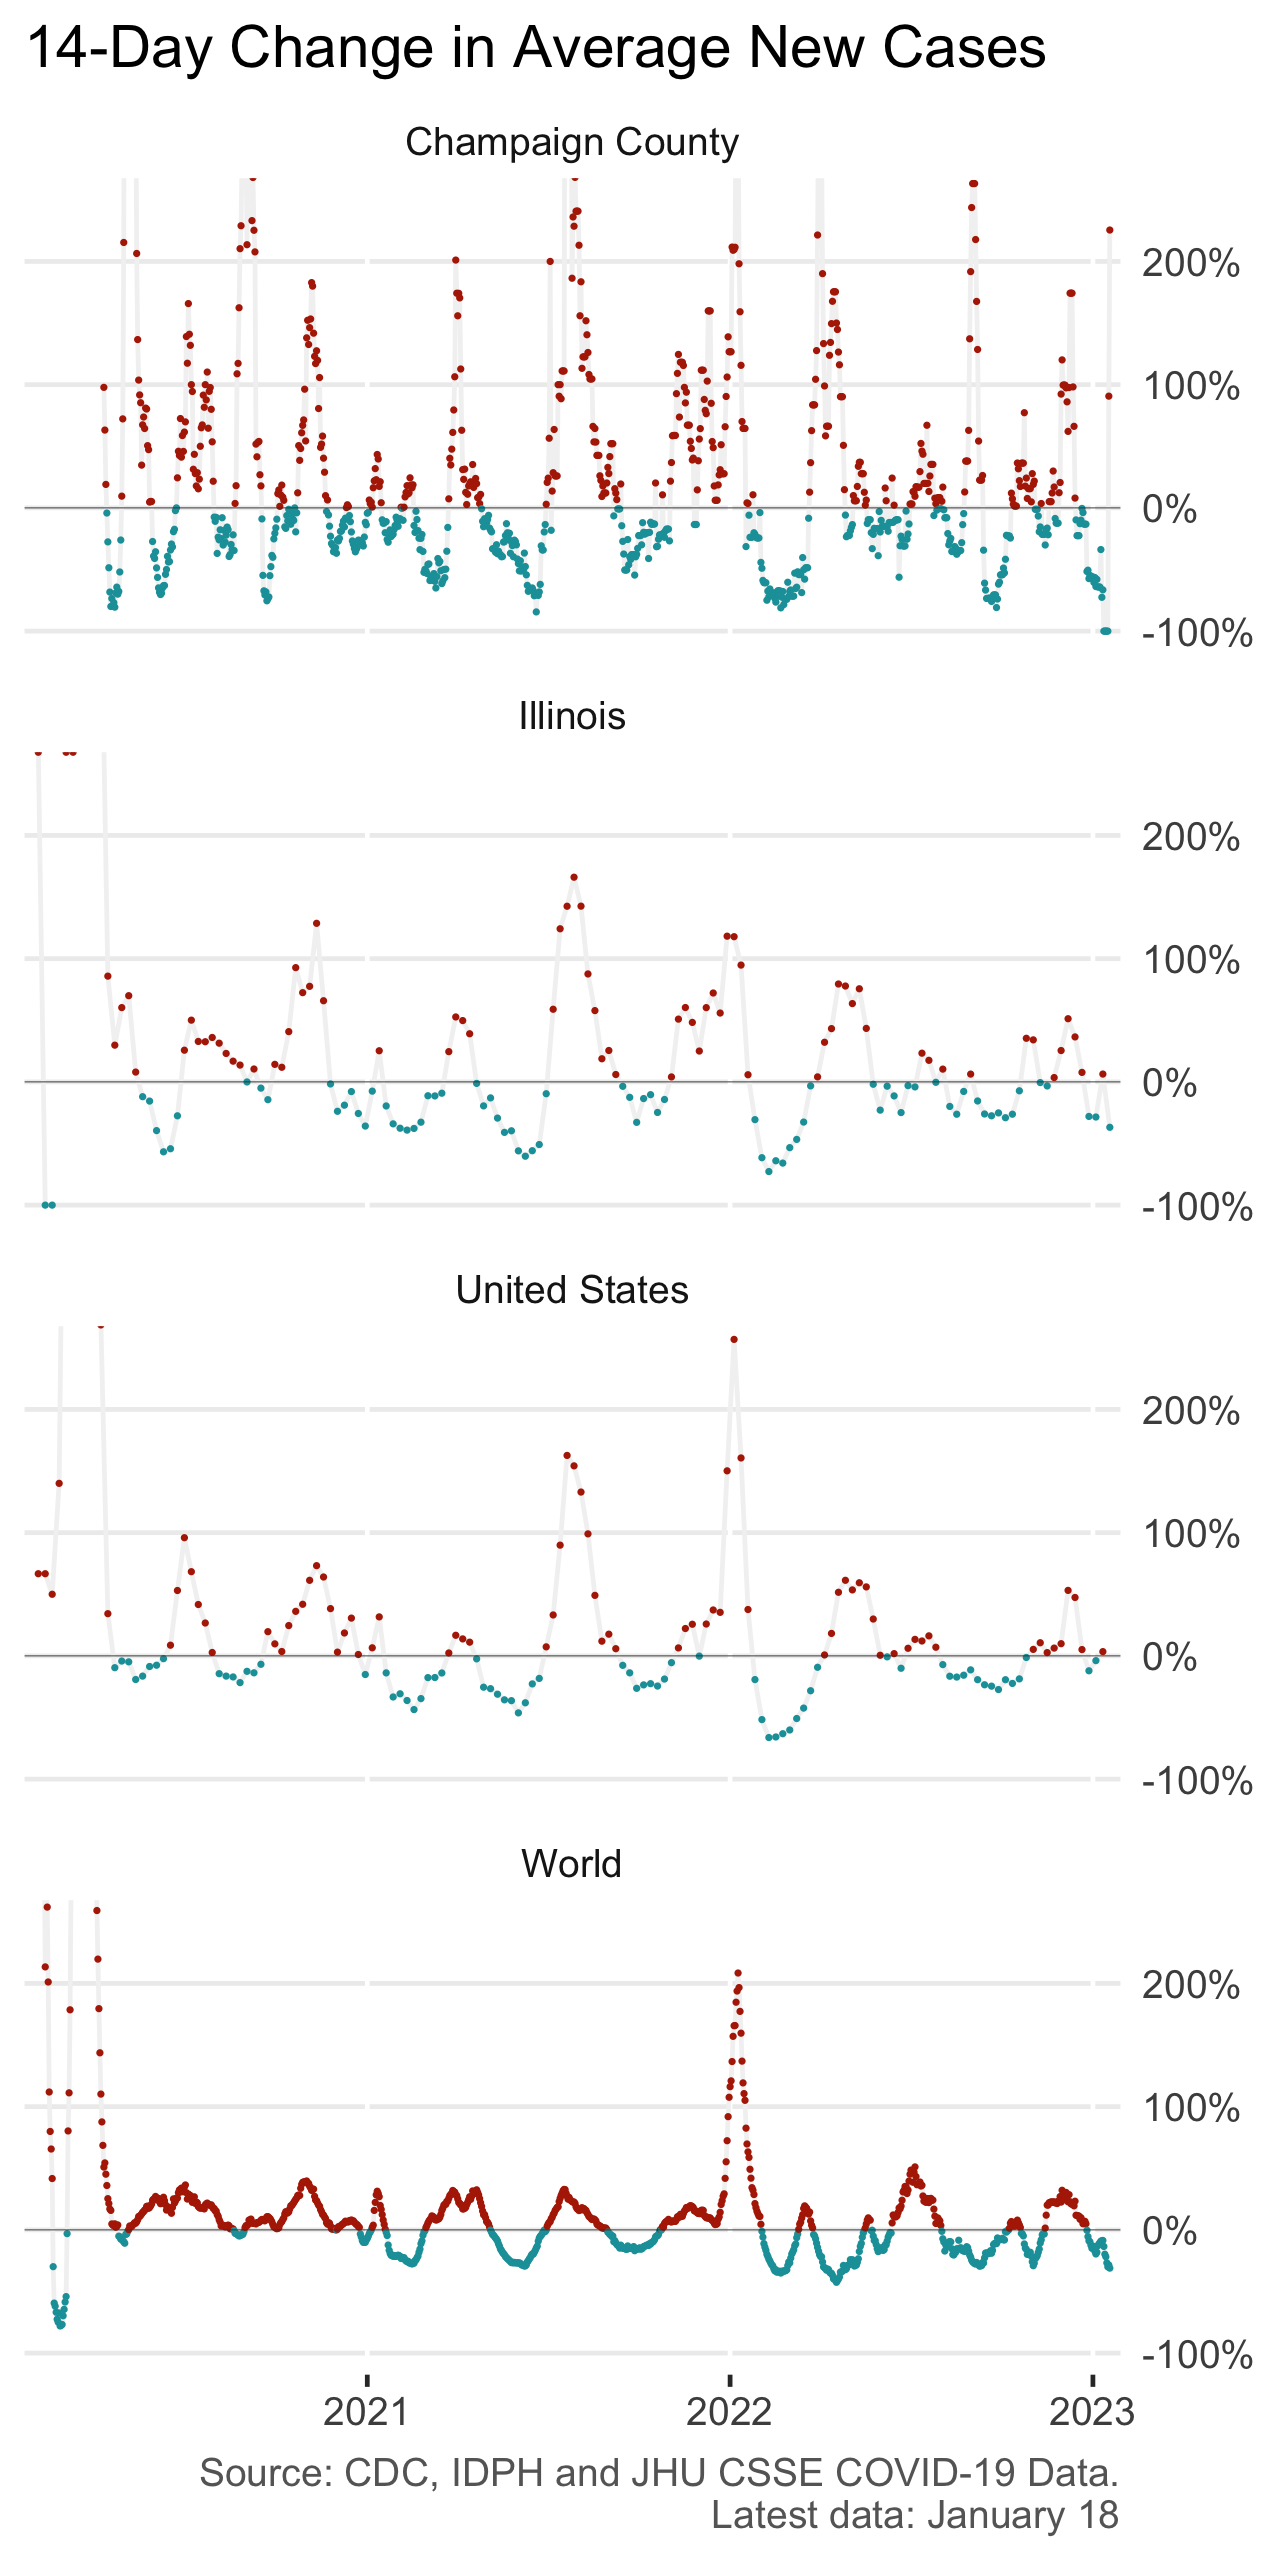 14-Day Change in Average New Cases
Champaign County
200%
100%
0%
-100%
Illinois
200%
100%
0%
-100%
United States
200%
100%
0%
-100%
World
200%
100%
0%
-100%
2021 2022 2023
Source: CDC, IDPH and JHU CSSE COVID-19 Data.
Latest data: January 18